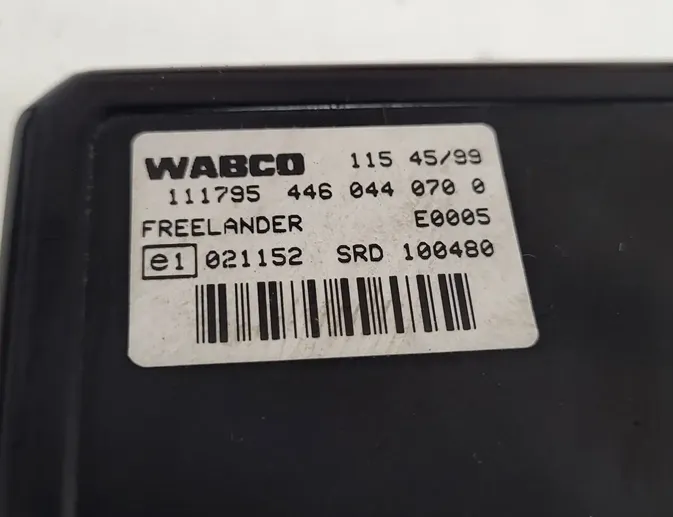 WABCO 115 45/99
111795 446 044 070 0
FREELANDER E0005
e1 021152 SRD 100480